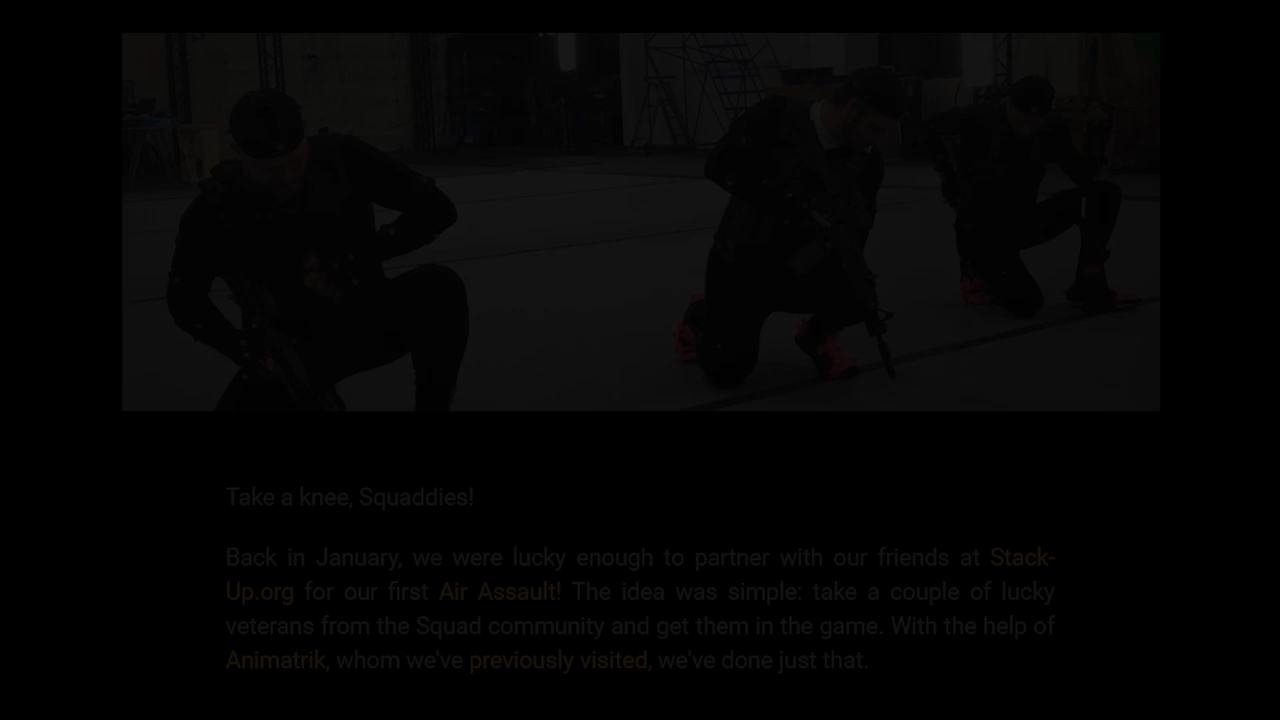 Take a knee, Squaddies!
Back in January, we were lucky enough to partner with our friends at Stack-
Up.org for our first Air Assault! The idea was simple: take a couple of lucky
veterans from the Squad community and get them in the game. With the help of
Animatrik, whom we've previously visited, we've done just that.